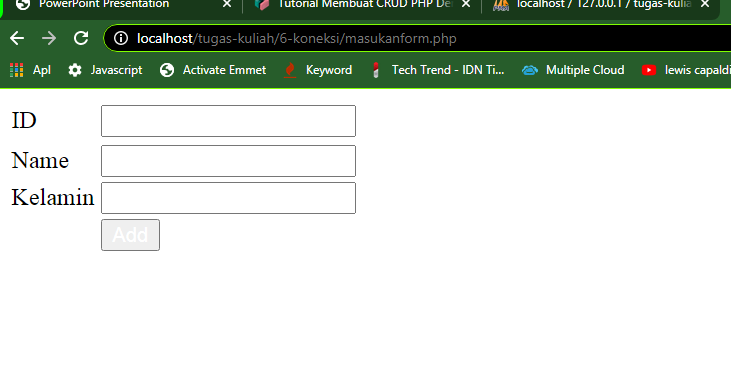 PowerPoint Presentation
Tutorial Membuat CRUD PHP De
localhost / 127.0.0.1 / tugas-kulia
localhost/tugas-kuliah/6-koneksi/masukanform.php
Apl Javascript Activate Emmet Keyword Tech Trend - IDN Ti... Multiple Cloud lewis capaldi
ID
Name
Kelamin
Add